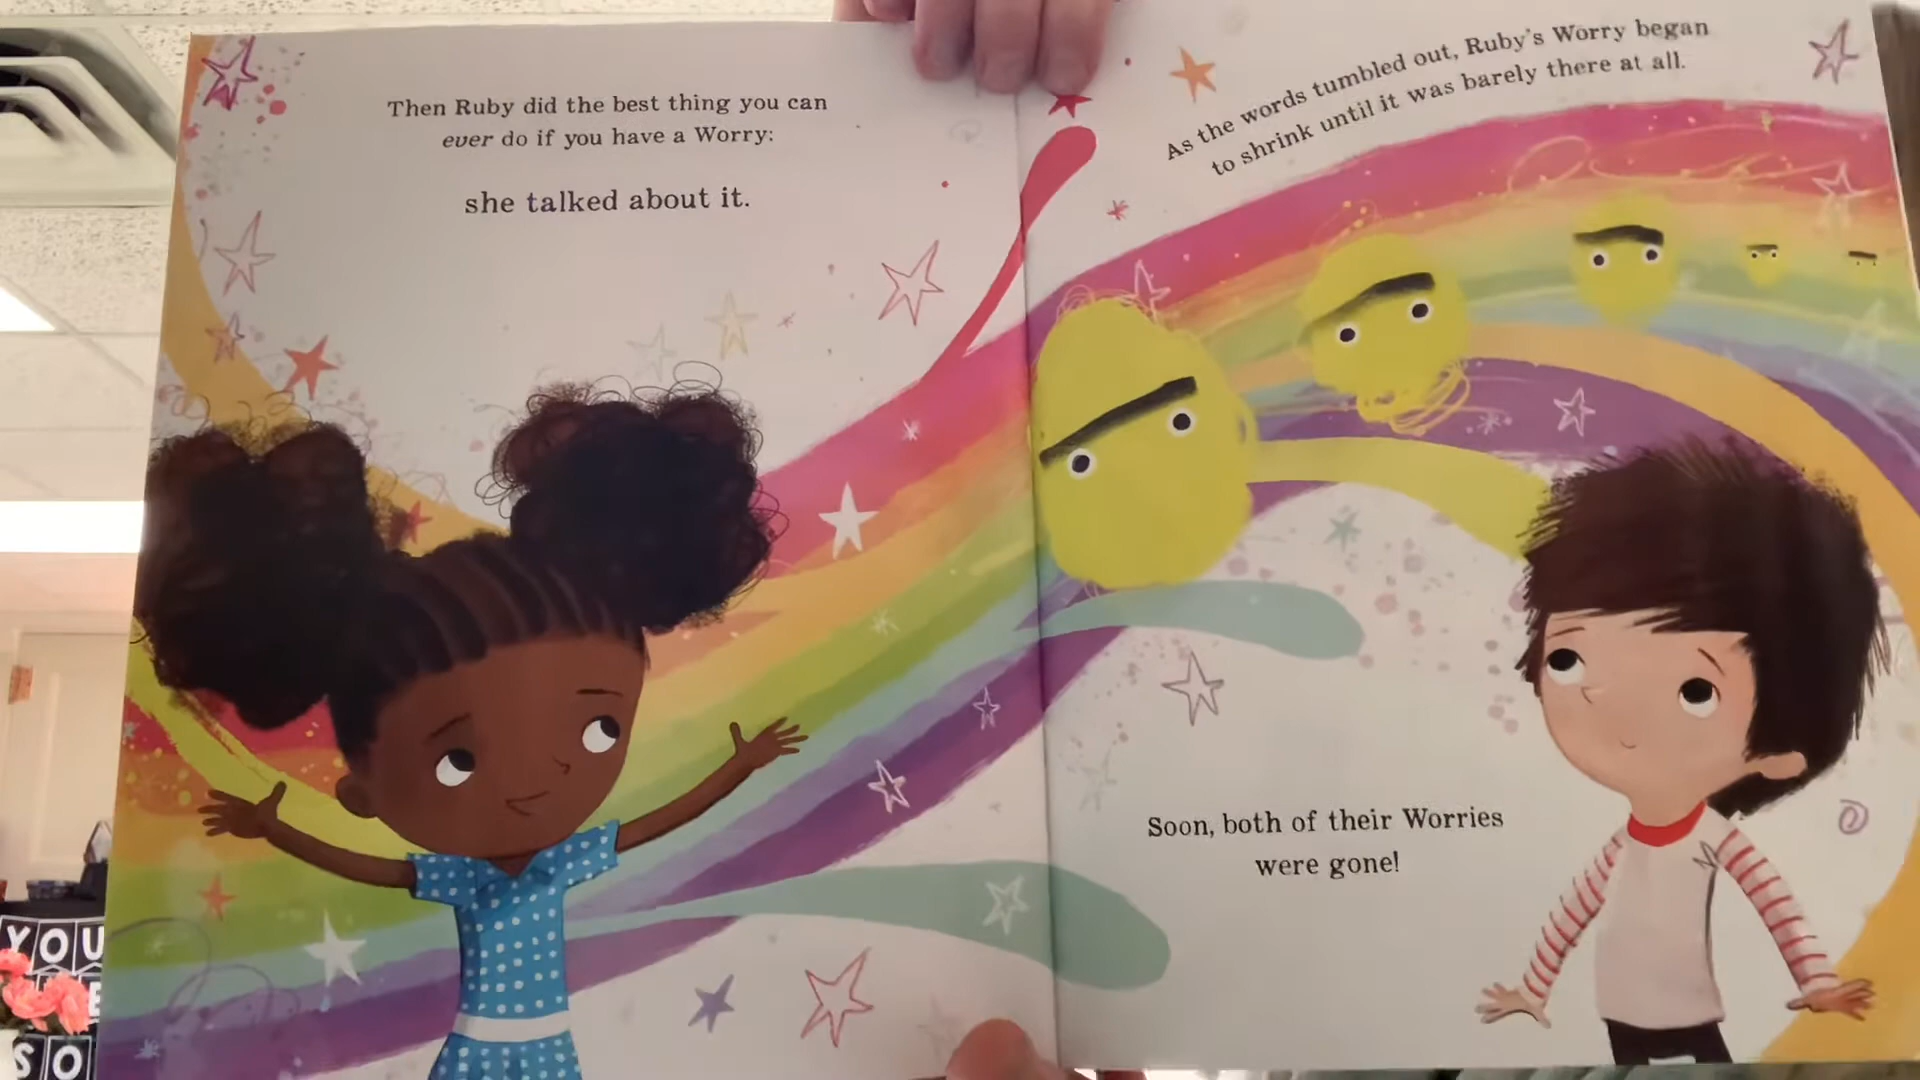 Then Ruby did the best thing you can
ever do if you have a Worry:
she talked about it.
As the words tumbled out, Ruby's Worry began
to shrink until it was barely there at all.
Soon, both of their Worries
were gone!
YOU
SO